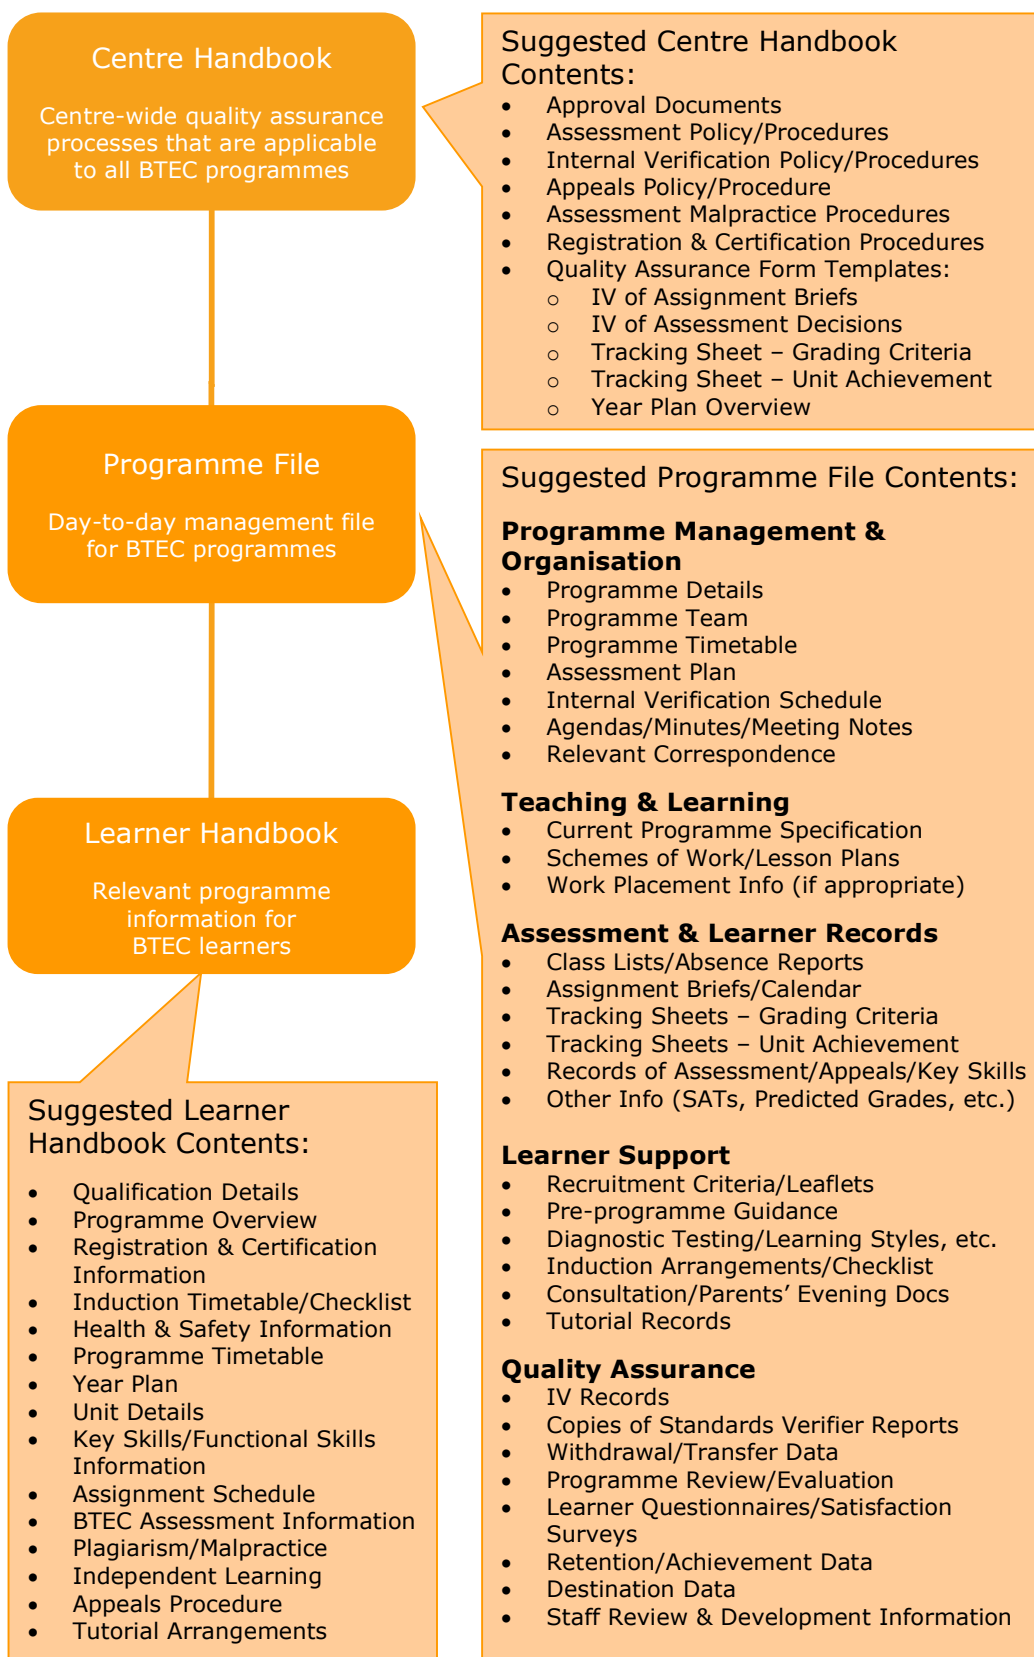 Centre Handbook
Centre-wide quality assurance
processes that are applicable
to all BTEC programmes
Suggested Centre Handbook
Contents:
• Approval Documents
• Assessment Policy/Procedures
• Internal Verification Policy/Procedures
• Appeals Policy/Procedure
• Assessment Malpractice Procedures
• Registration & Certification Procedures
• Quality Assurance Form Templates:
o IV of Assignment Briefs
o IV of Assessment Decisions
o Tracking Sheet – Grading Criteria
o Tracking Sheet – Unit Achievement
o Year Plan Overview
Programme File
Day-to-day management file
for BTEC programmes
Suggested Programme File Contents:
Programme Management &
Organisation
• Programme Details
• Programme Team
• Programme Timetable
• Assessment Plan
• Internal Verification Schedule
• Agendas/Minutes/Meeting Notes
• Relevant Correspondence
Teaching & Learning
• Current Programme Specification
• Schemes of Work/Lesson Plans
• Work Placement Info (if appropriate)
Assessment & Learner Records
• Class Lists/Absence Reports
• Assignment Briefs/Calendar
• Tracking Sheets – Grading Criteria
• Tracking Sheets – Unit Achievement
• Records of Assessment/Appeals/Key Skills
• Other Info (SATs, Predicted Grades, etc.)
Learner Support
• Recruitment Criteria/Leaflets
• Pre-programme Guidance
• Diagnostic Testing/Learning Styles, etc.
• Induction Arrangements/Checklist
• Consultation/Parents’ Evening Docs
• Tutorial Records
Quality Assurance
• IV Records
• Copies of Standards Verifier Reports
• Withdrawal/Transfer Data
• Programme Review/Evaluation
• Learner Questionnaires/Satisfaction
Surveys
• Retention/Achievement Data
• Destination Data
• Staff Review & Development Information
Learner Handbook
Relevant programme
information for
BTEC learners
Suggested Learner
Handbook Contents:
• Qualification Details
• Programme Overview
• Registration & Certification
Information
• Induction Timetable/Checklist
• Health & Safety Information
• Programme Timetable
• Year Plan
• Unit Details
• Key Skills/Functional Skills
Information
• Assignment Schedule
• BTEC Assessment Information
• Plagiarism/Malpractice
• Independent Learning
• Appeals Procedure
• Tutorial Arrangements